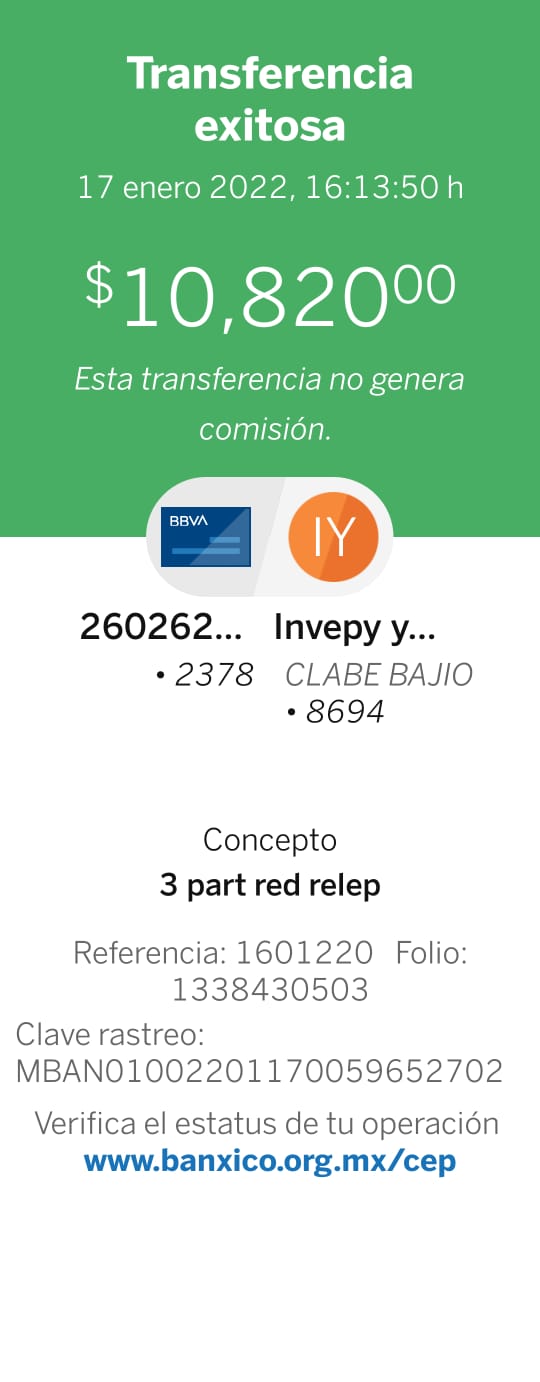 Transferencia
exitosa
17 enero 2022, 16:13:50 h
$10,82000
Esta transferencia no genera
comisión.
BBVA
IY
260262... Invepy y...
• 2378 CLABE BAJIO
• 8694
Concepto
3 part red relep
Referencia: 1601220 Folio:
1338430503
Clave rastreo:
MBAN01002201170059652702
Verifica el estatus de tu operación
www.banxico.org.mx/cep